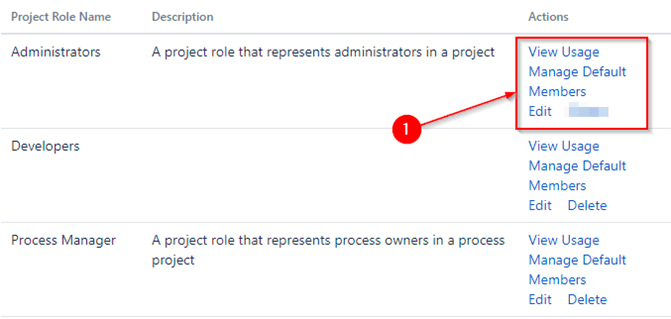 Project Role Name Description Actions
Administrators A project role that represents administrators in a project View Usage
Manage Default
Members
Edit
1
Developers View Usage
Manage Default
Members
Edit Delete
Process Manager A project role that represents process owners in a process View Usage
project Manage Default
Members
Edit Delete